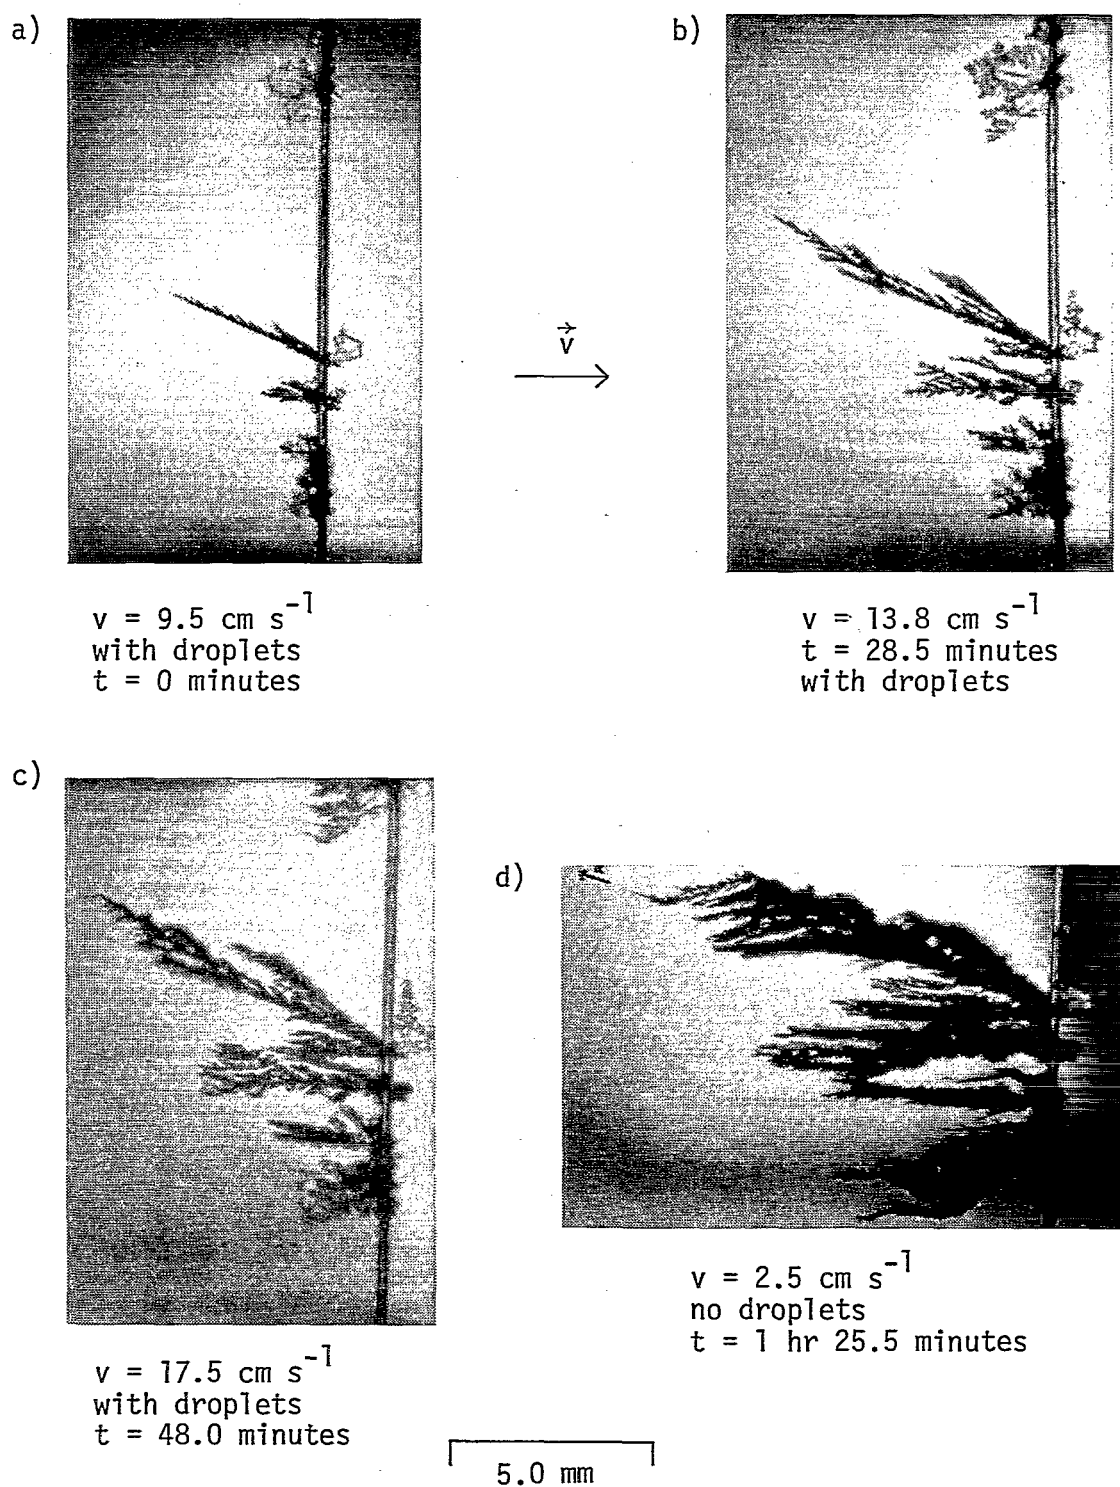 a)
b)
v
v = 9.5 cm s-1
with droplets
t = 0 minutes
v = 13.8 cm s-1
t = 28.5 minutes
with droplets
c)
d)
v = 17.5 cm s-1
with droplets
t = 48.0 minutes
v = 2.5 cm s-1
no droplets
t = 1 hr 25.5 minutes
5.0 mm